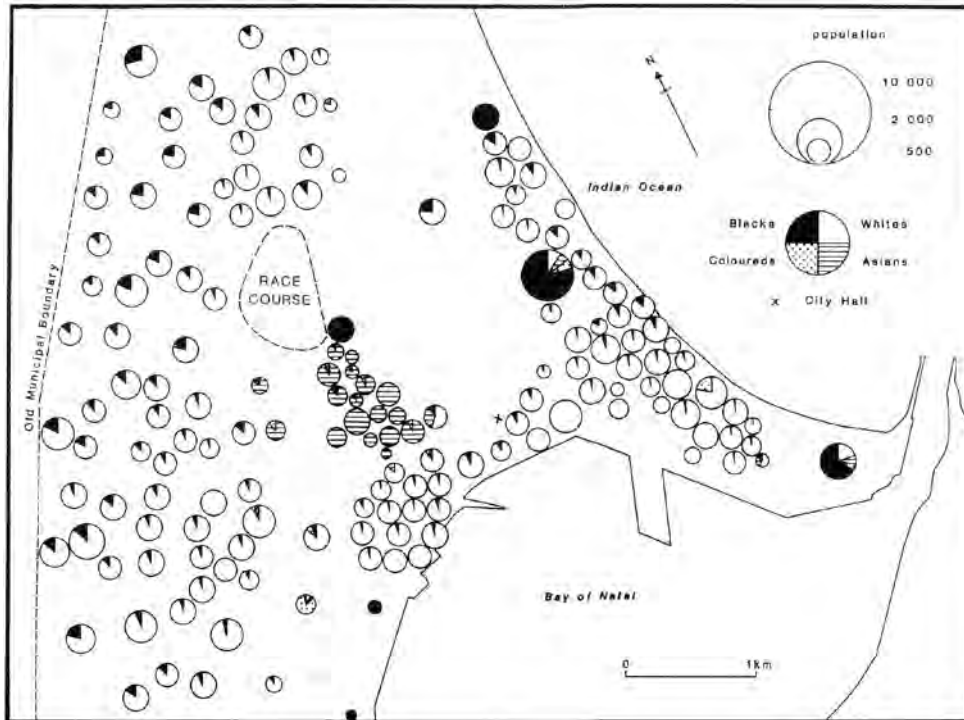 population
10 000
2 000
500
N
Indian Ocean
Blacks
Whites
Coloureds
Asians
x City Hall
RACE
COURSE
Old Municipal Boundary
x
Bay of Natal
0 1km